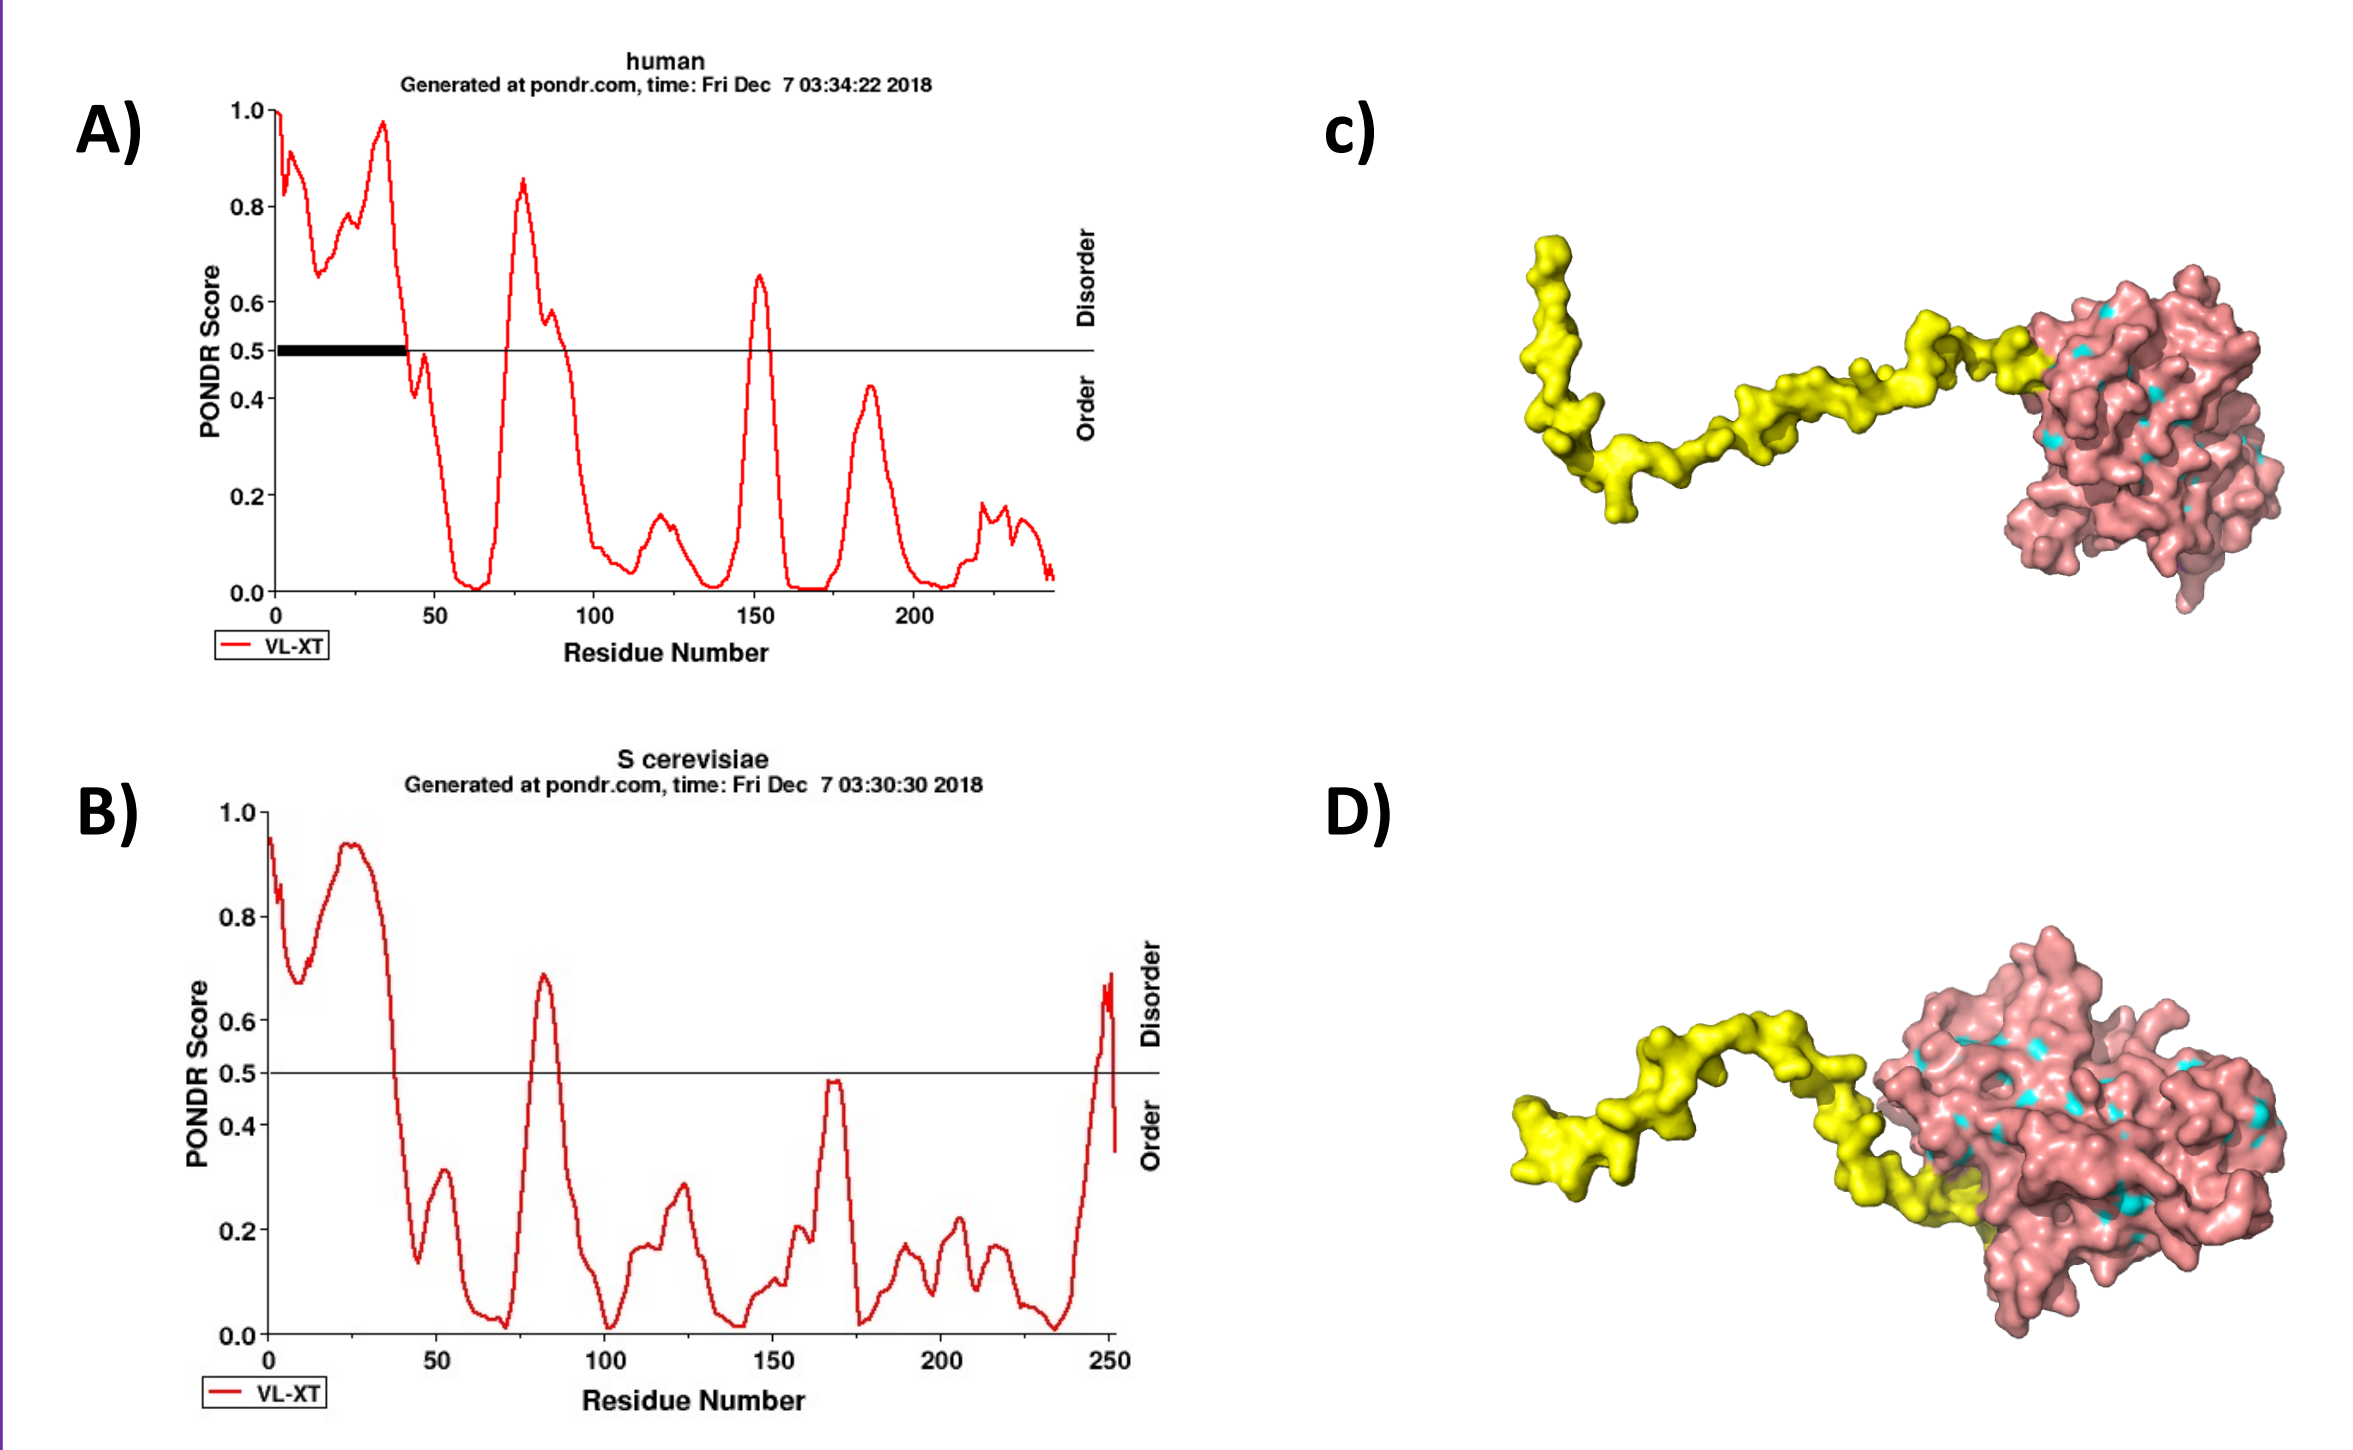 A)
human
Generated at pondr.com, time: Fri Dec 7 03:34:22 2018
1.0
0.8
0.6
0.5
0.4
0.2
0.0
PONDR Score
Disorder
Order
0 50 100 150 200
VL-XT
Residue Number
B)
S cerevisiae
Generated at pondr.com, time: Fri Dec 7 03:30:30 2018
1.0
0.8
0.6
0.5
0.4
0.2
0.0
PONDR Score
Disorder
Order
0 50 100 150 200 250
VL-XT
Residue Number
c)
D)